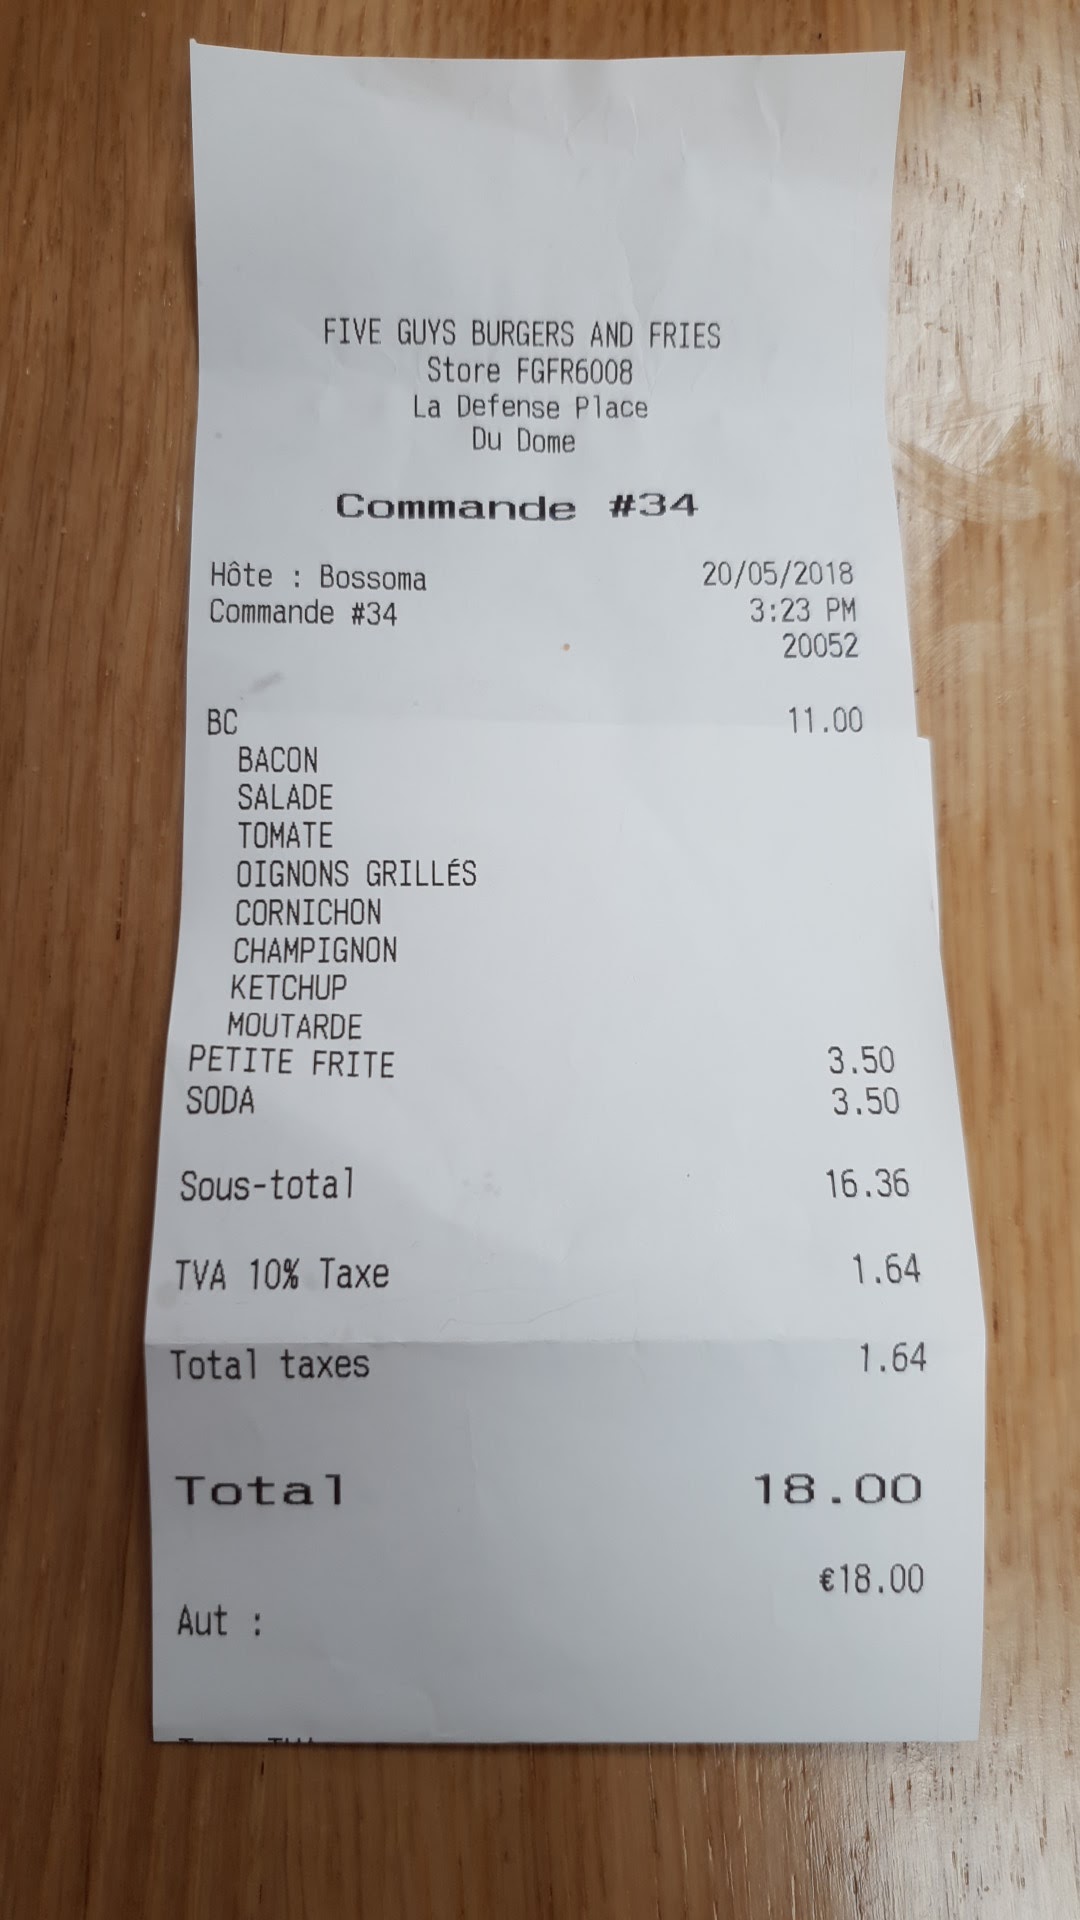 FIVE GUYS BURGERS AND FRIES
Store FGFR6008
La Defense Place
Du Dome
Commande #34
Hôte : Bossoma 20/05/2018
Commande #34 3:23 PM
20052
BC 11.00
BACON
SALADE
TOMATE
OIGNONS GRILLÉS
CORNICHON
CHAMPIGNON
KETCHUP
MOUTARDE
PETITE FRITE 3.50
SODA 3.50
Sous-total 16.36
TVA 10% Taxe 1.64
Total taxes 1.64
Total 18.00
€18.00
Aut :